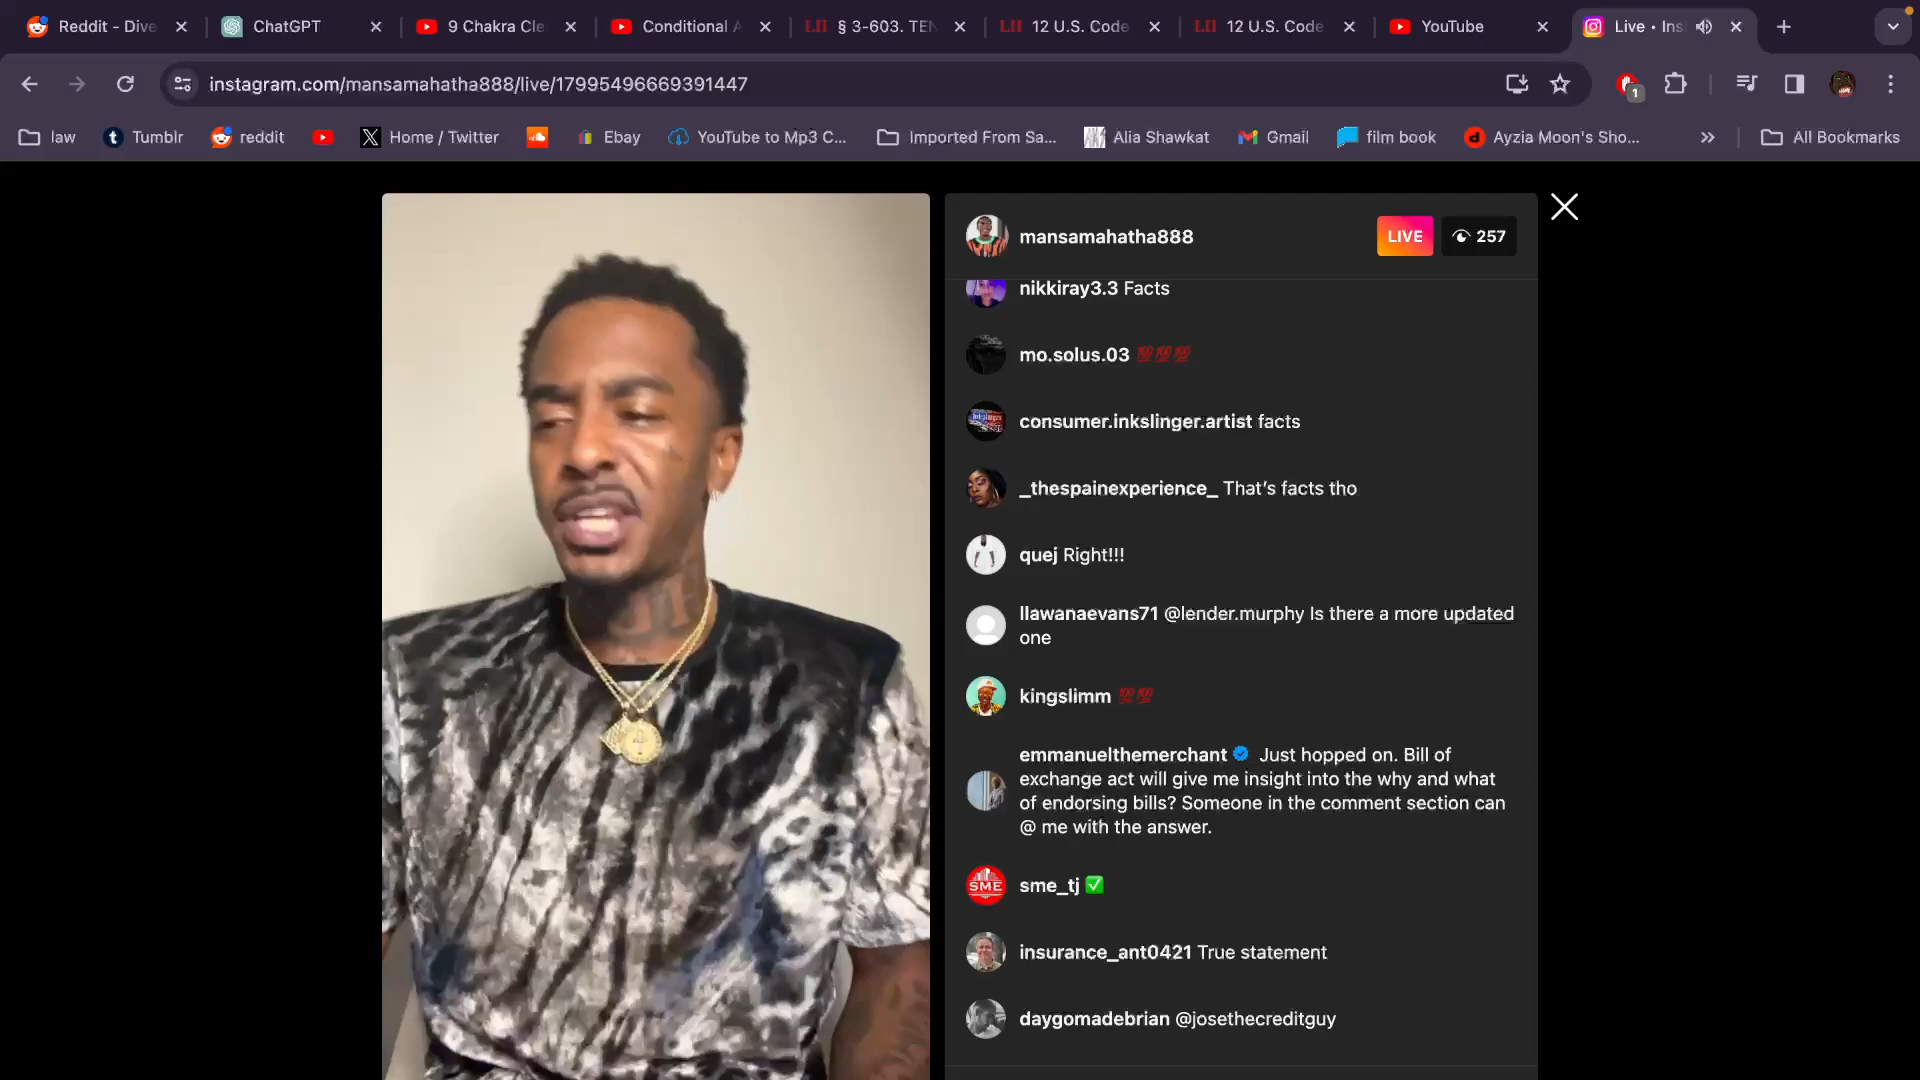 Reddit - Dive
ChatGPT
9 Chakra Cle
Conditional A
LII § 3-603. TEN
LII 12 U.S. Code
LII 12 U.S. Code
YouTube
Live • Ins
instagram.com/mansamahatha888/live/17995496669391447
1
law
Tumblr
reddit
Home / Twitter
Ebay
YouTube to Mp3 C...
Imported From Sa...
Alia Shawkat
Gmail
film book
Ayzia Moon's Sho...
All Bookmarks
mansamahatha888
LIVE
257
nikkiray3.3 Facts
mo.solus.03 💯💯💯
consumer.inkslinger.artist facts
_thespainexperience_ That’s facts tho
quej Right!!!
llawanaevans71 @lender.murphy Is there a more updated
one
kingslimm 💯💯
emmanuelthemerchant Just hopped on. Bill of
exchange act will give me insight into the why and what
of endorsing bills? Someone in the comment section can
@ me with the answer.
SME
sme_tj ✅
insurance_ant0421 True statement
daygomadebrian @josethecreditguy